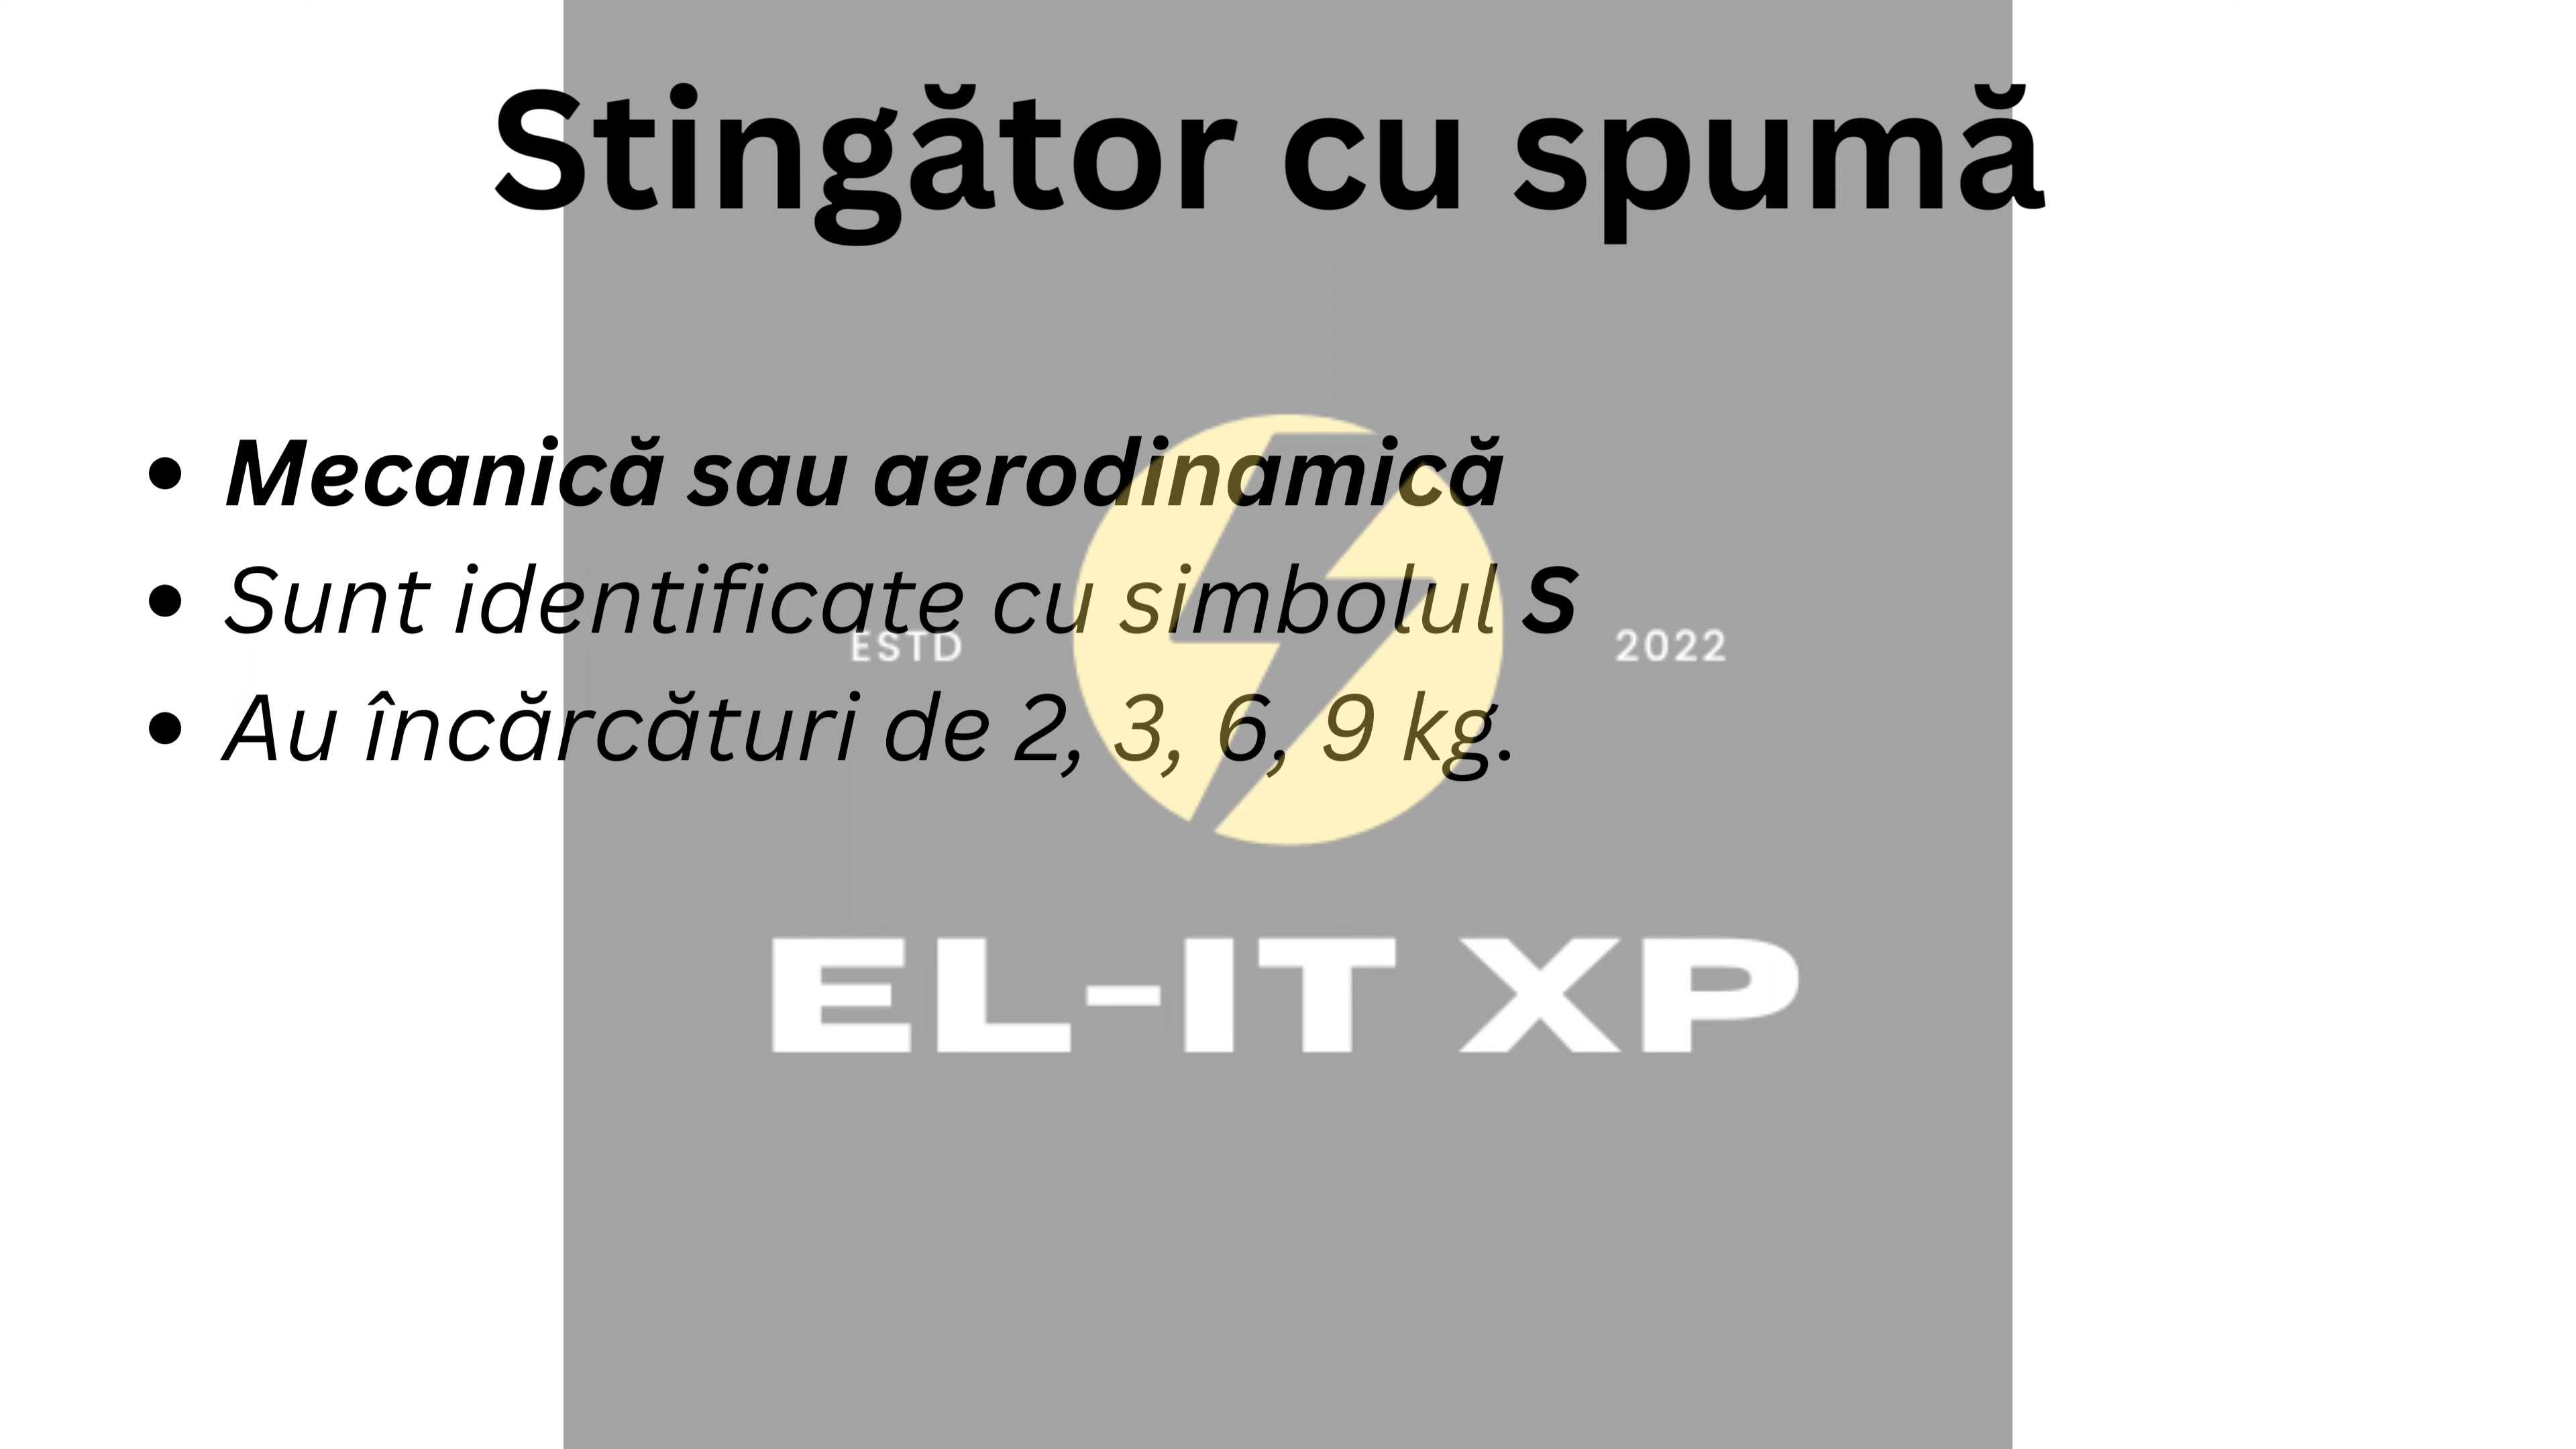 Stingător cu spumă
• Mecanică sau aerodinamică
• Sunt identificate cu simbolul S
• Au încărcături de 2, 3, 6, 9 kg.
ESTD 2022
EL-IT XP